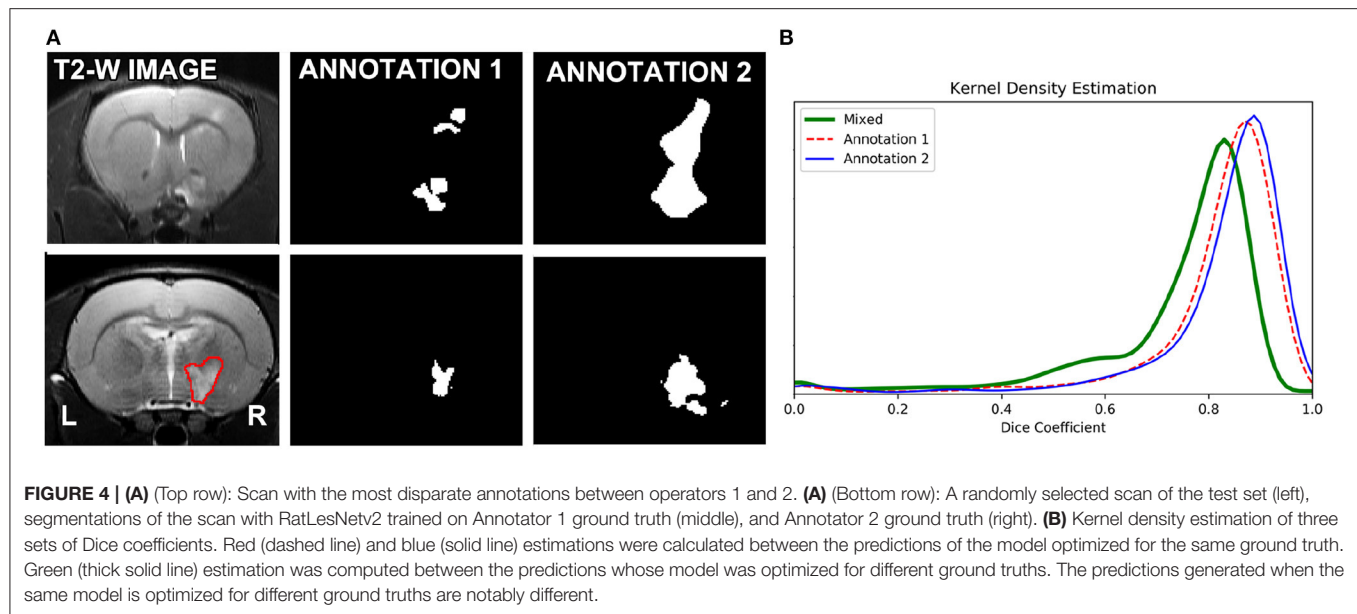 A
B
T2-W IMAGE
ANNOTATION 1
ANNOTATION 2
L
R
Kernel Density Estimation
Mixed
Annotation 1
Annotation 2
0.0 0.2 0.4 0.6 0.8 1.0
Dice Coefficient
FIGURE 4 | (A) (Top row): Scan with the most disparate annotations between operators 1 and 2. (A) (Bottom row): A randomly selected scan of the test set (left),
segmentations of the scan with RatLesNetv2 trained on Annotator 1 ground truth (middle), and Annotator 2 ground truth (right). (B) Kernel density estimation of three
sets of Dice coefficients. Red (dashed line) and blue (solid line) estimations were calculated between the predictions of the model optimized for the same ground truth.
Green (thick solid line) estimation was computed between the predictions whose model was optimized for different ground truths. The predictions generated when the
same model is optimized for different ground truths are notably different.